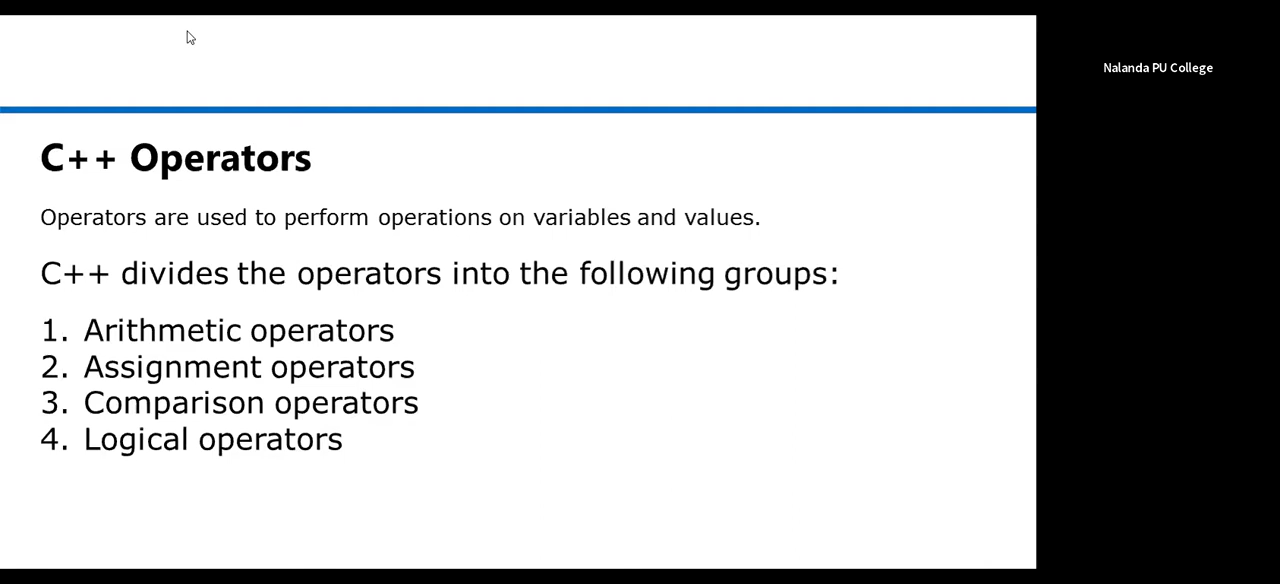 Nalanda PU College
C++ Operators
Operators are used to perform operations on variables and values.
C++ divides the operators into the following groups:
1. Arithmetic operators
2. Assignment operators
3. Comparison operators
4. Logical operators